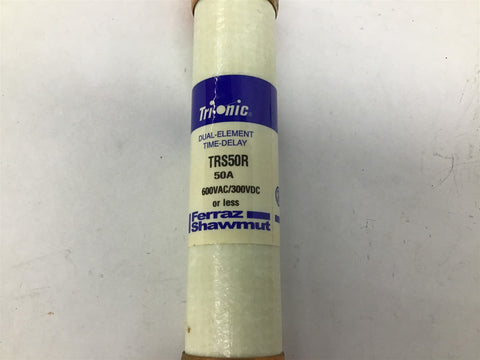 Tri-onic®
DUAL-ELEMENT
TIME-DELAY
TRS50R
50A
600VAC/300VDC
or less
Ferraz
Shawmut